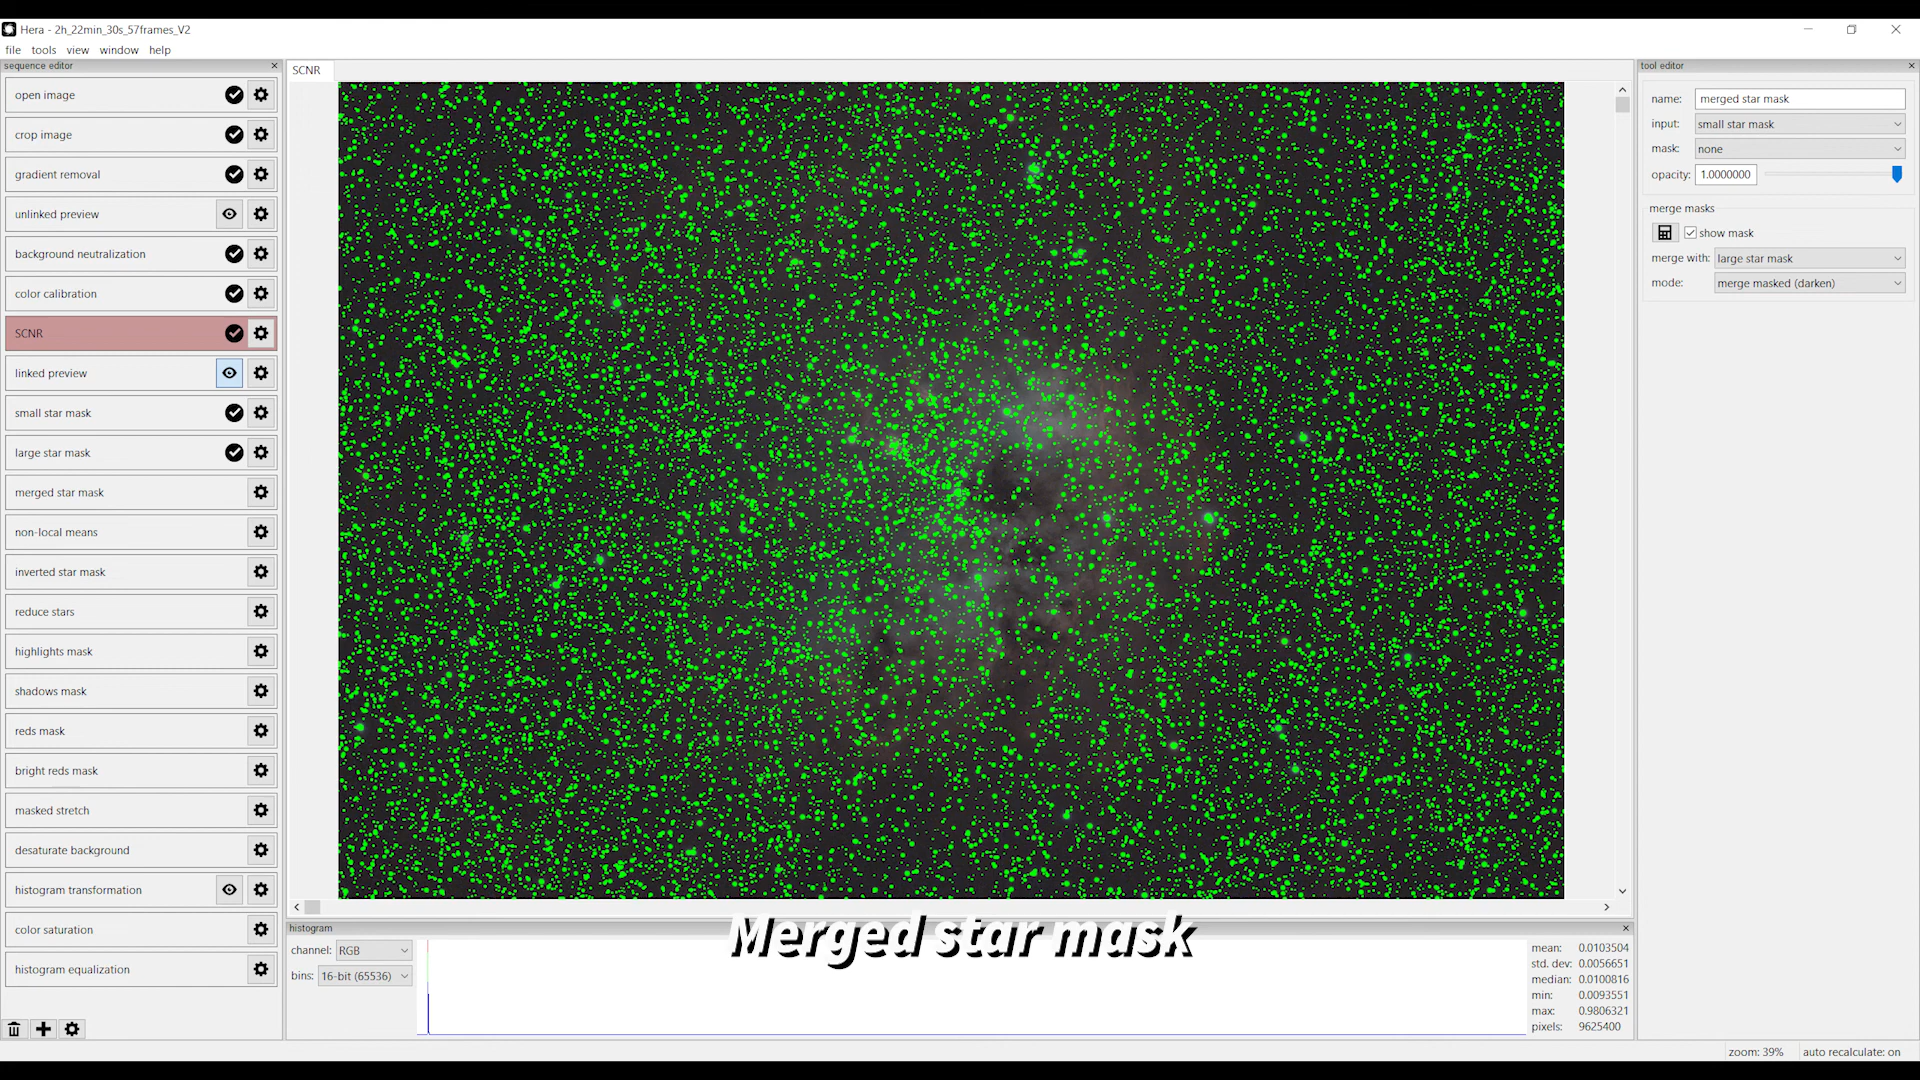 Hera - 2h_22min_30s_57frames_V2
file tools view window help
sequence editor
open image
crop image
gradient removal
unlinked preview
background neutralization
color calibration
SCNR
linked preview
small star mask
large star mask
merged star mask
non-local means
inverted star mask
reduce stars
highlights mask
shadows mask
reds mask
bright reds mask
masked stretch
desaturate background
histogram transformation
color saturation
histogram equalization
SCNR
Merged star mask
histogram
channel: RGB
bins: 16-bit (65536)
mean: 0.0103504
std. dev: 0.0056651
median: 0.0100816
min: 0.0093551
max: 0.9806321
pixels: 9625400
tool editor
name: merged star mask
input: small star mask
mask: none
opacity: 1.0000000
merge masks
show mask
merge with: large star mask
mode: merge masked (darken)
zoom: 39% auto recalculate: on